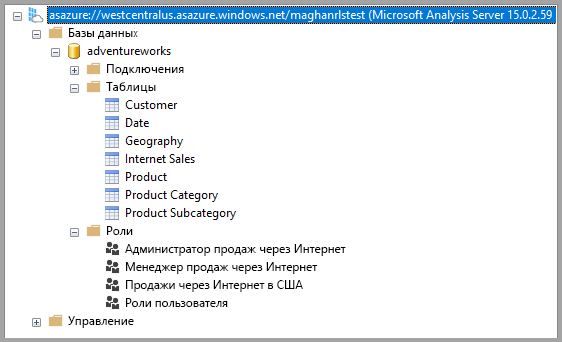 asazure://westcentralus.asazure.windows.net/maghanrlstest (Microsoft Analysis Server 15.0.2.59
Базы данных
adventureworks
Подключения
Таблицы
Customer
Date
Geography
Internet Sales
Product
Product Category
Product Subcategory
Роли
Администратор продаж через Интернет
Менеджер продаж через Интернет
Продажи через Интернет в США
Роли пользователя
Управление